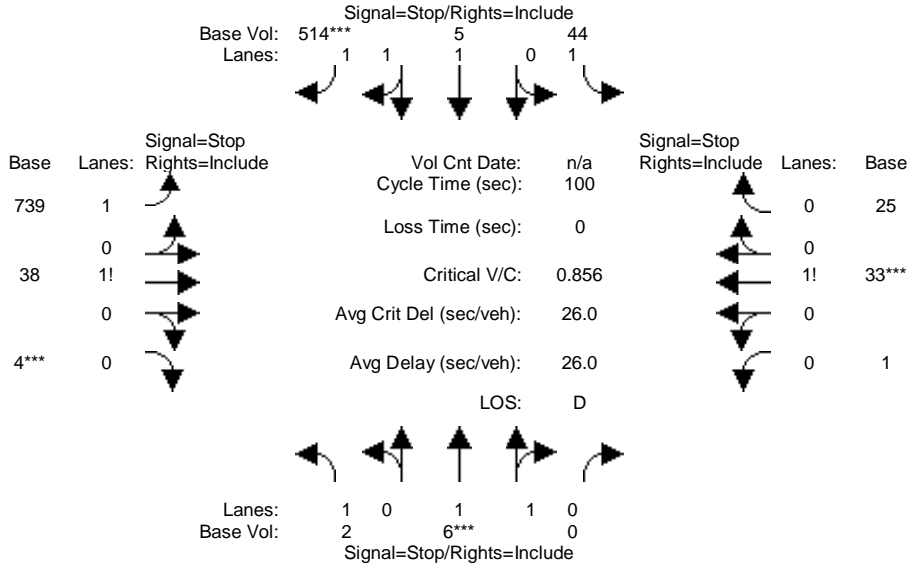 Signal=Stop/Rights=Include
Base Vol: 514*** 5 44
Lanes: 1 1 1 0 1
Signal=Stop Signal=Stop
Base Lanes: Rights=Include Vol Cnt Date: n/a Rights=Include Lanes: Base
Cycle Time (sec): 100
739 1 0 25
Loss Time (sec): 0
0 0
38 1! Critical V/C: 0.856 1! 33***
0 Avg Crit Del (sec/veh): 26.0 0
4*** 0 Avg Delay (sec/veh): 26.0 0 1
LOS: D
Lanes: 1 0 1 1 0
Base Vol: 2 6*** 0
Signal=Stop/Rights=Include